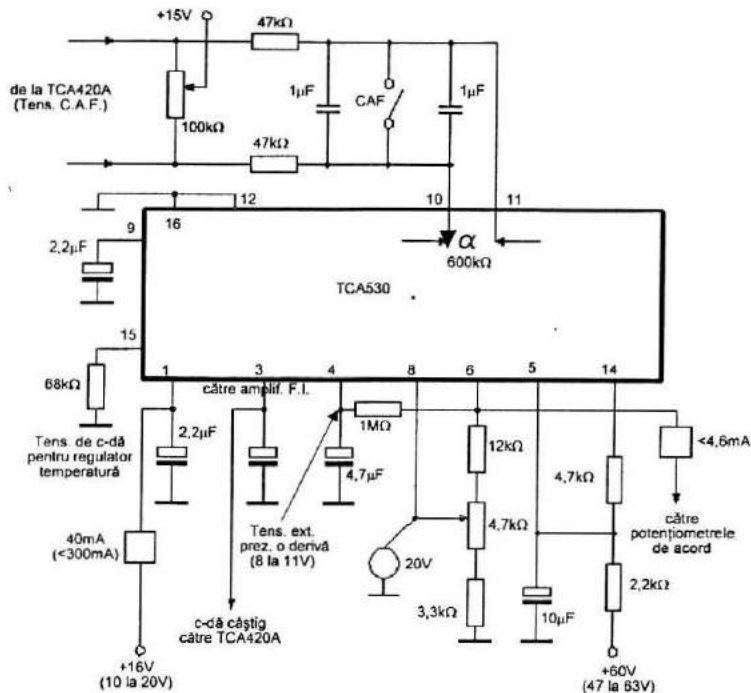 +15V
47kΩ
de la TCA420A
(Tens. C.A.F.)
100kΩ
1µF
CAF
1µF
47kΩ
12
10
11
16
9
α
600kΩ
2,2µF
TCA530
15
68kΩ
1
3
4
8
6
5
14
către amplif. F.I.
Tens. de c-dă
pentru regulator
temperatură
2,2µF
4,7µF
1MΩ
12kΩ
<4,6mA
4,7kΩ
4,7kΩ
către
potențiometrele
de acord
40mA
(<300mA)
Tens. ext.
prez. o derivă
(8 la 11V)
20V
3,3kΩ
10µF
2,2kΩ
c-dă câștig
către TCA420A
+16V
(10 la 20V)
+60V
(47 la 63V)